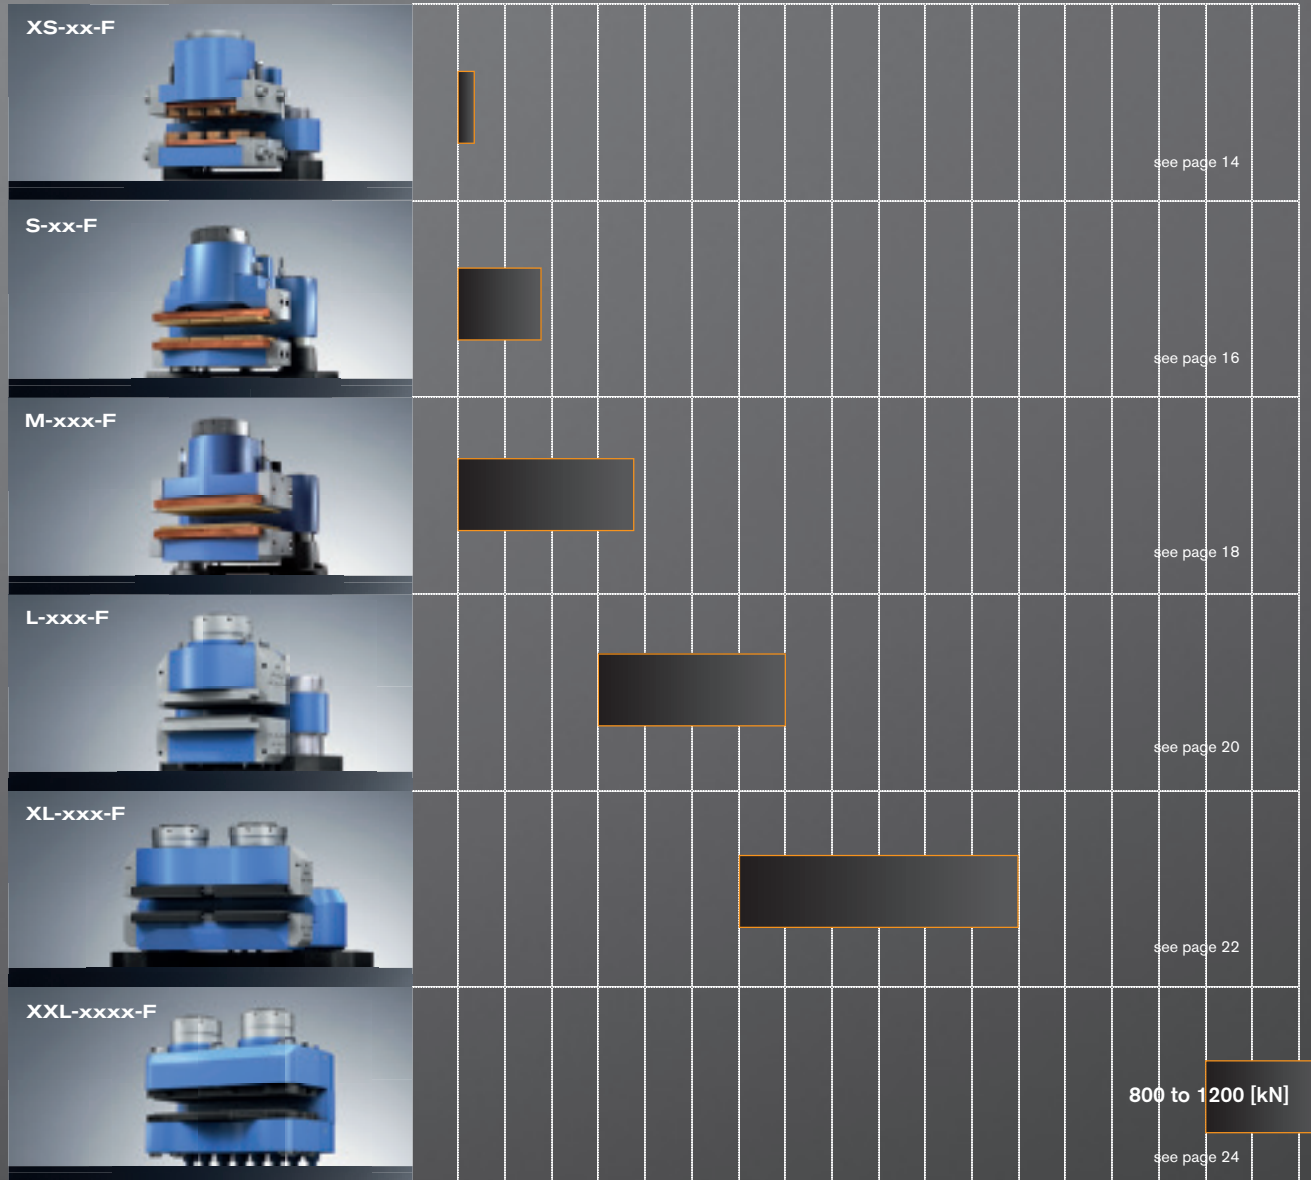 XS-xx-F
see page 14
S-xx-F
see page 16
M-xxx-F
see page 18
L-xxx-F
see page 20
XL-xxx-F
see page 22
XXL-xxxx-F
800 to 1200 [kN]
see page 24